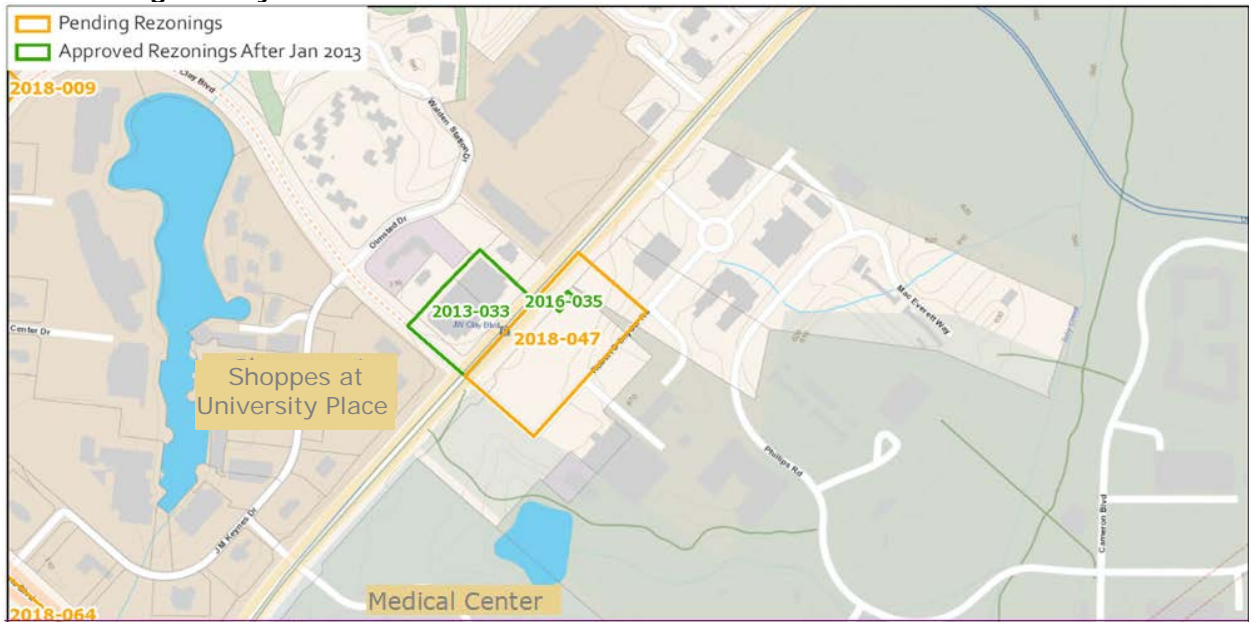 Pending Rezonings
Approved Rezonings After Jan 2013
Clay Blvd
2018-009
Walden Station Dr
Olmsted Dr
2013-033
2016-035
JW Clay Blvd
2018-047
Mac Everett Way
Center Dr
Shoppes at
University Place
Phillips Rd
Cameron Blvd
J M Keynes Dr
Medical Center
2018-064